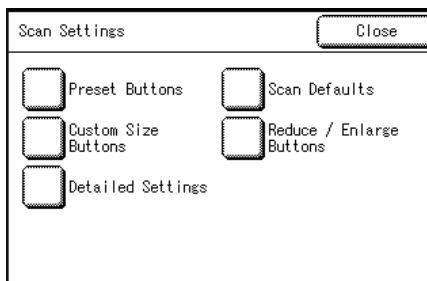 Scan Settings
Close
Preset Buttons
Scan Defaults
Custom Size
Buttons
Reduce / Enlarge
Buttons
Detailed Settings